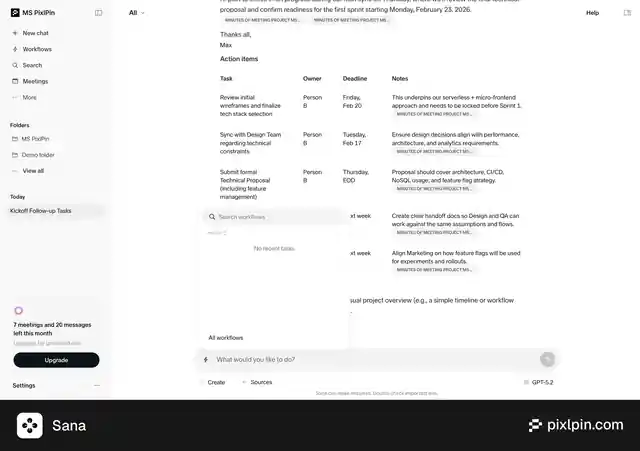 MS PixlPin
New chat
Workflows
Search
Meetings
More
Folders
MS PixlPin
Demo folder
View all
Today
Kickoff Follow-up Tasks
7 meetings and 20 messages
left this month
Upgrade
Settings
All
Help
proposal and confirm readiness for the first sprint starting Monday, February 23, 2026.
MINUTES OF MEETING PROJECT MS... MINUTES OF MEETING PROJECT MS...
Thanks all,
Max
Action items
Task Owner Deadline Notes
Review initial
wireframes and finalize
tech stack selection
Person
B
Friday,
Feb 20
This underpins our serverless + micro-frontend
approach and needs to be locked before Sprint 1.
MINUTES OF MEETING PROJECT MS...
Sync with Design Team
regarding technical
constraints
Person
B
Tuesday,
Feb 17
Ensure design decisions align with performance,
architecture, and analytics requirements.
MINUTES OF MEETING PROJECT MS...
Submit formal
Technical Proposal
(including feature
management)
Person
B
Thursday,
EOD
Proposal should cover architecture, CI/CD,
NoSQL usage, and feature flag strategy.
MINUTES OF MEETING PROJECT MS...
xt week
Create clear handoff docs so Design and QA can
work against the same assumptions and flows.
MINUTES OF MEETING PROJECT MS...
xt week
Align Marketing on how feature flags will be used
for experiments and rollouts.
MINUTES OF MEETING PROJECT MS...
sual project overview (e.g., a simple timeline or workflow
Search workflows
No recent tasks.
All workflows
What would you like to do?
Create
Sources
GPT-5.2
Sana can make mistakes. Double-check important info.
Sana
pixlpin.com